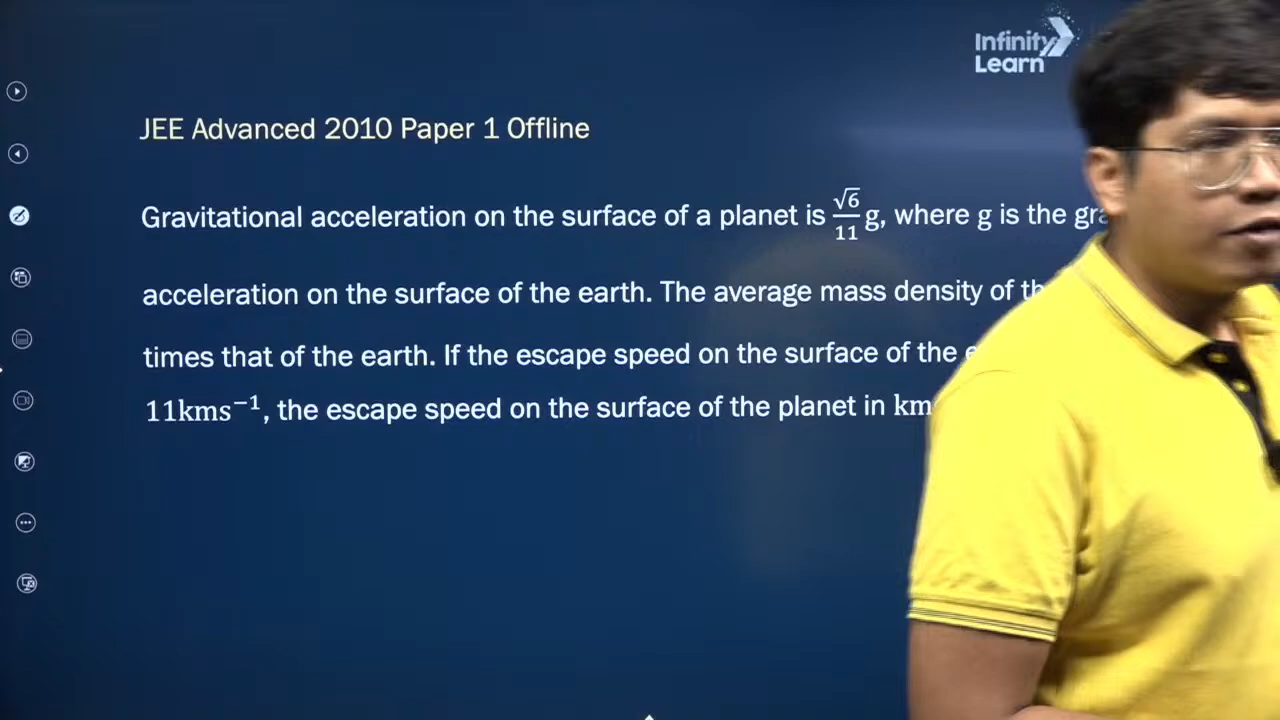 Infinity
Learn
JEE Advanced 2010 Paper 1 Offline
Gravitational acceleration on the surface of a planet is √6/11 g, where g is the
acceleration on the surface of the earth. The average mass density of
times that of the earth. If the escape speed on the surface of the
11kms⁻¹, the escape speed on the surface of the planet in